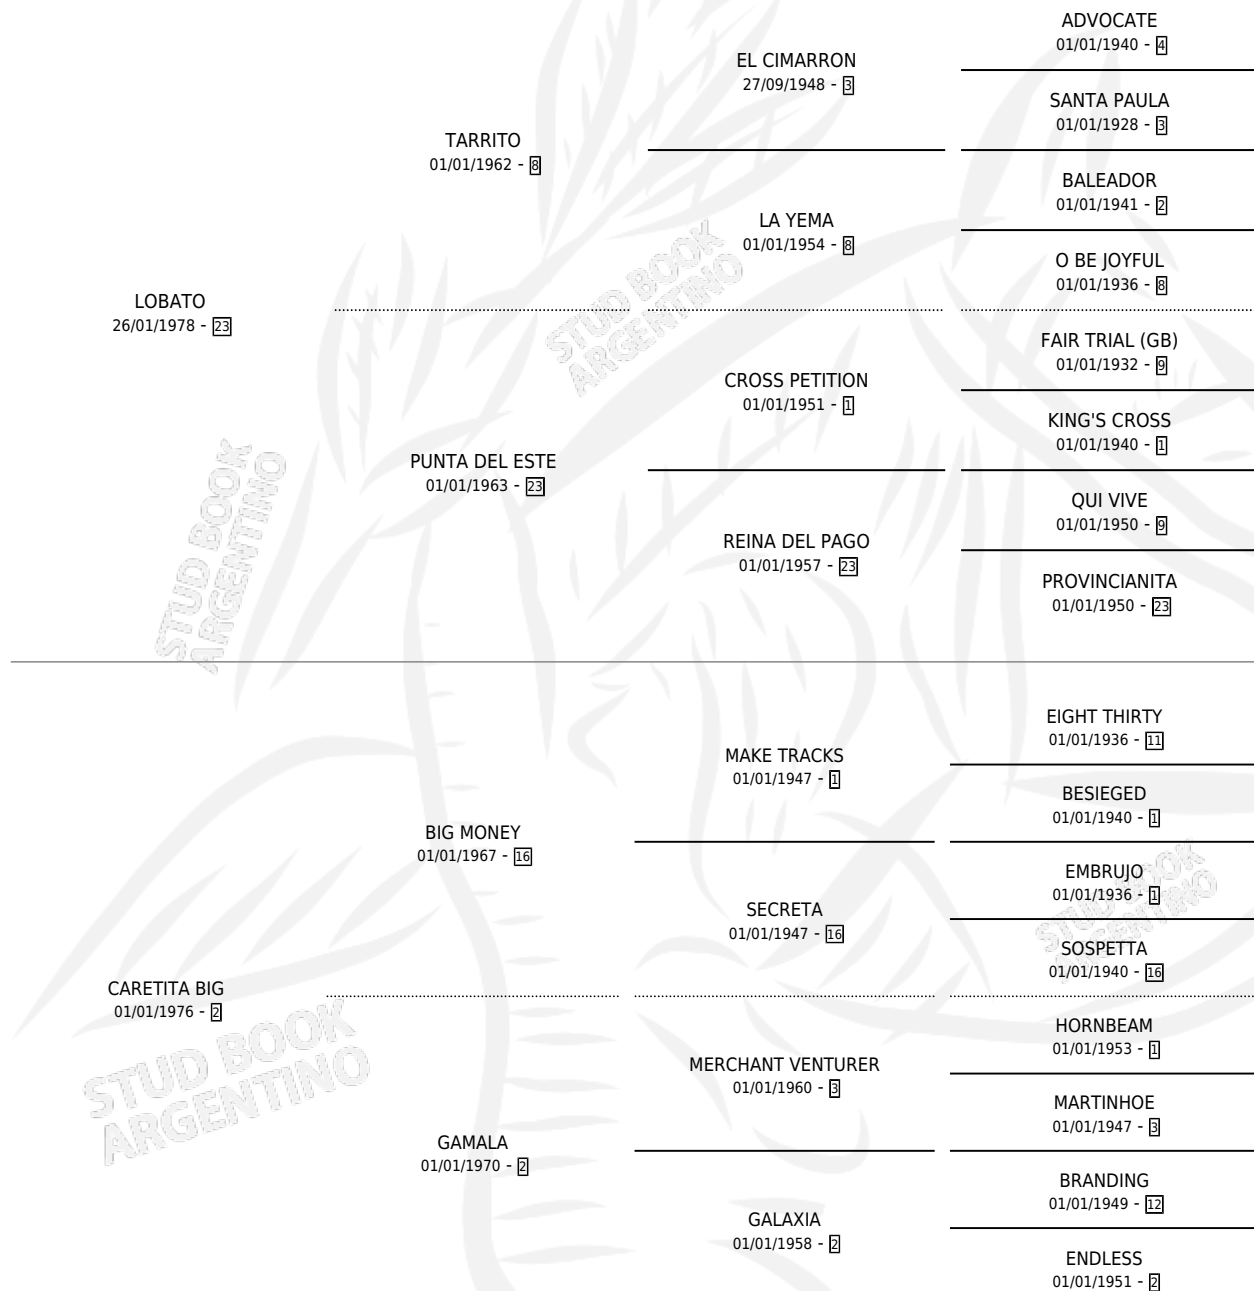 ADVOCATE
01/01/1940 - 4
EL CIMARRON
27/09/1948 - 3
SANTA PAULA
01/01/1928 - 3
TARRITO
01/01/1962 - 8
BALEADOR
01/01/1941 - 2
LA YEMA
01/01/1954 - 8
O BE JOYFUL
01/01/1936 - 8
LOBATO
26/01/1978 - 23
FAIR TRIAL (GB)
01/01/1932 - 9
CROSS PETITION
01/01/1951 - 1
KING'S CROSS
01/01/1940 - 1
PUNTA DEL ESTE
01/01/1963 - 23
QUI VIVE
01/01/1950 - 9
REINA DEL PAGO
01/01/1957 - 23
PROVINCIANITA
01/01/1950 - 23
EIGHT THIRTY
01/01/1936 - 11
MAKE TRACKS
01/01/1947 - 1
BESIEGED
01/01/1940 - 1
BIG MONEY
01/01/1967 - 16
EMBRUJO
01/01/1936 - 1
SECRETA
01/01/1947 - 16
SOSPETTA
01/01/1940 - 16
CARETITA BIG
01/01/1976 - 2
HORNBEAM
01/01/1953 - 1
MERCHANT VENTURER
01/01/1960 - 3
MARTINHOE
01/01/1947 - 3
GAMALA
01/01/1970 - 2
BRANDING
01/01/1949 - 12
GALAXIA
01/01/1958 - 2
ENDLESS
01/01/1951 - 2
STUD BOOK
ARGENTINO
STUD BOOK
ARGENTINO
STUD BOOK
ARGENTINO
STUD BOOK
ARGENTINO